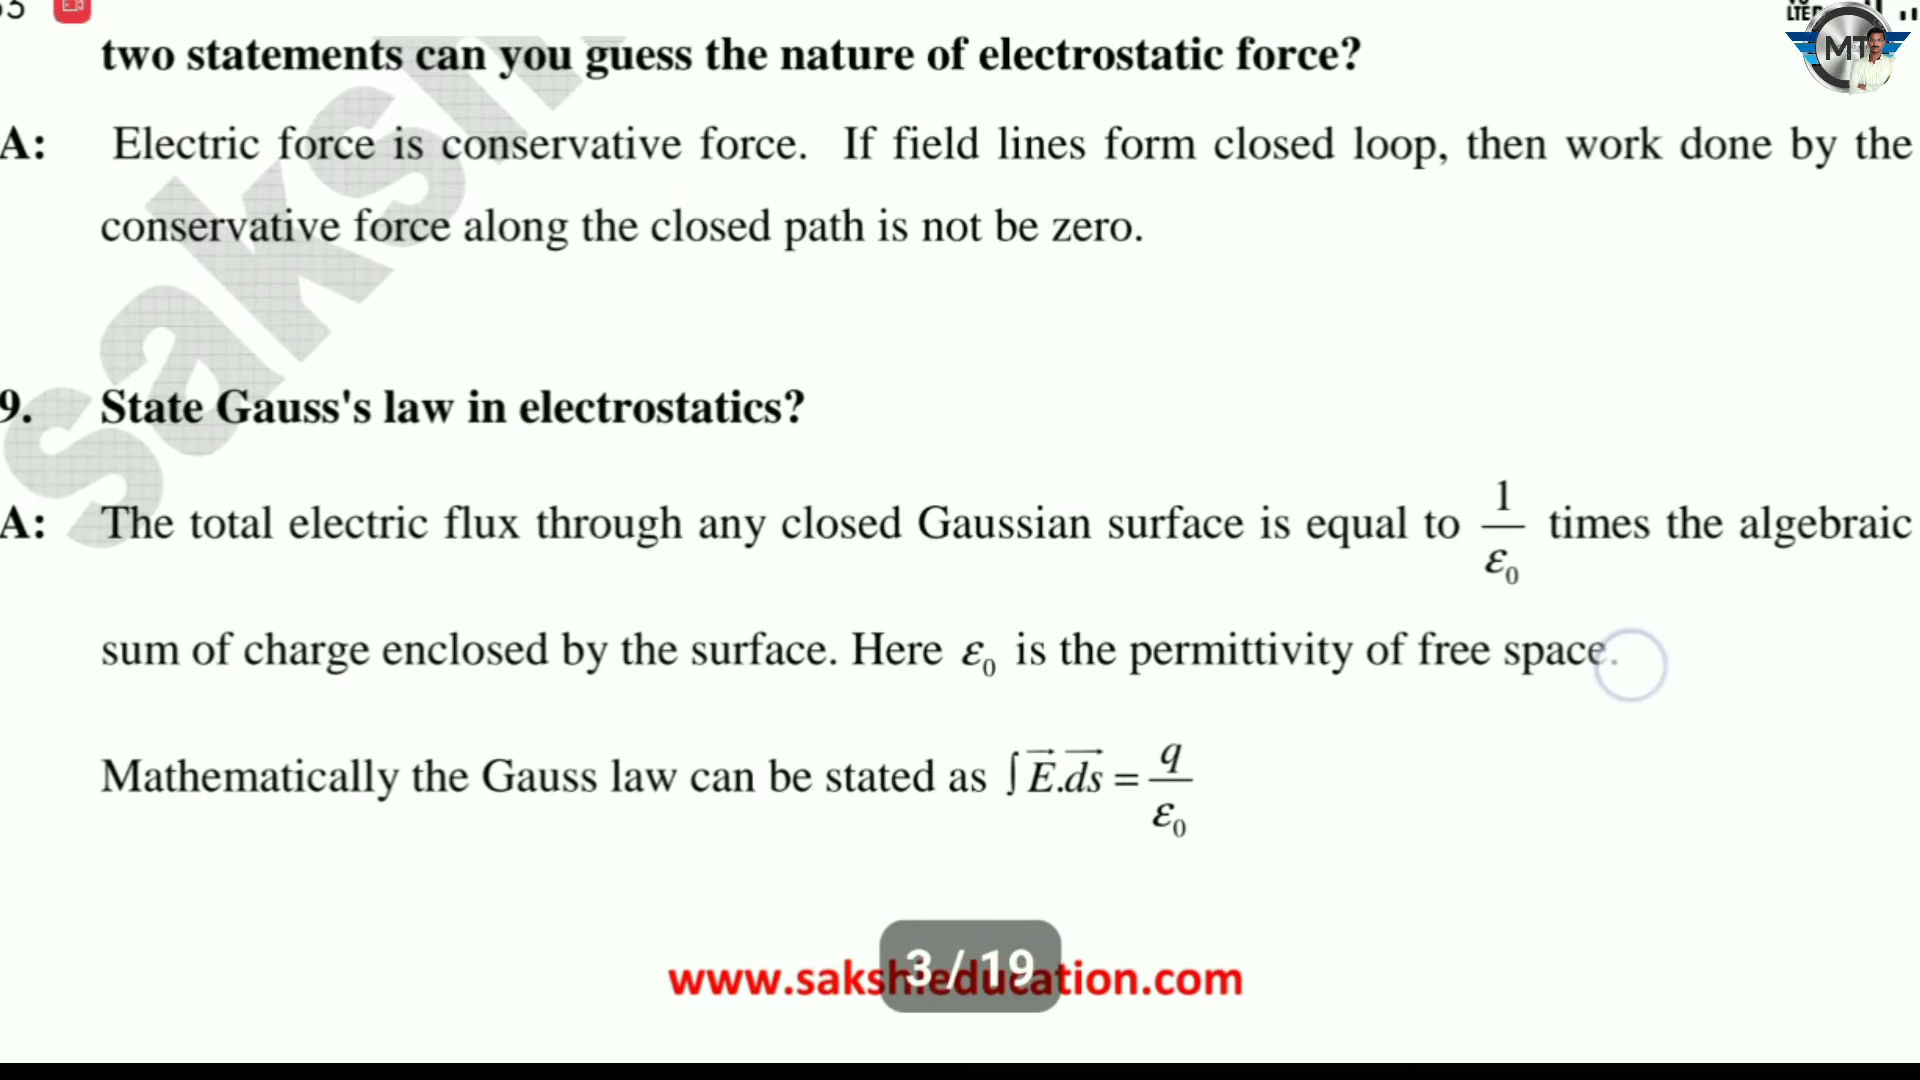 two statements can you guess the nature of electrostatic force?
A: Electric force is conservative force. If field lines form closed loop, then work done by the
conservative force along the closed path is not be zero.
9. State Gauss's law in electrostatics?
A: The total electric flux through any closed Gaussian surface is equal to 1/ε₀ times the algebraic
sum of charge enclosed by the surface. Here ε₀ is the permittivity of free space.
Mathematically the Gauss law can be stated as ∫E⃗.ds⃗ = q/ε₀
3 / 19
www.sakshieducation.com
LTE
MT
saksh